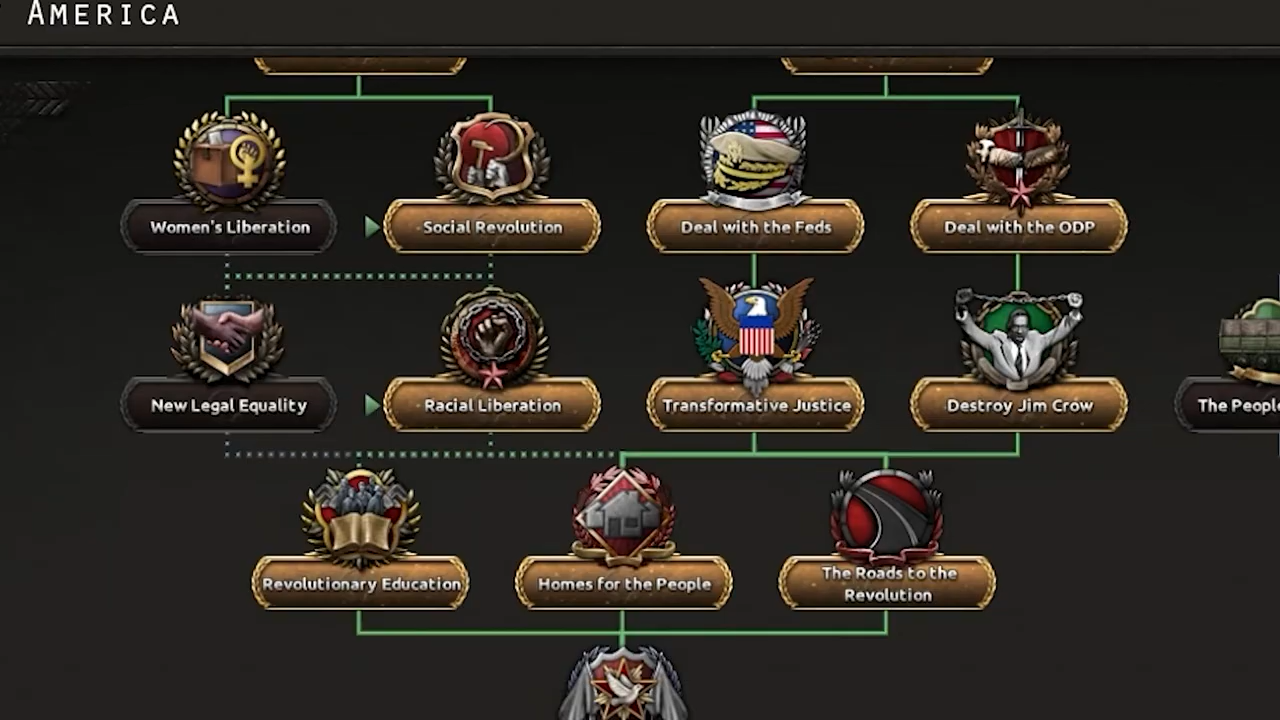 AMERICA
Women's Liberation
Social Revolution
Deal with the Feds
Deal with the ODP
New Legal Equality
Racial Liberation
Transformative Justice
Destroy Jim Crow
The People
Revolutionary Education
Homes for the People
The Roads to the
Revolution